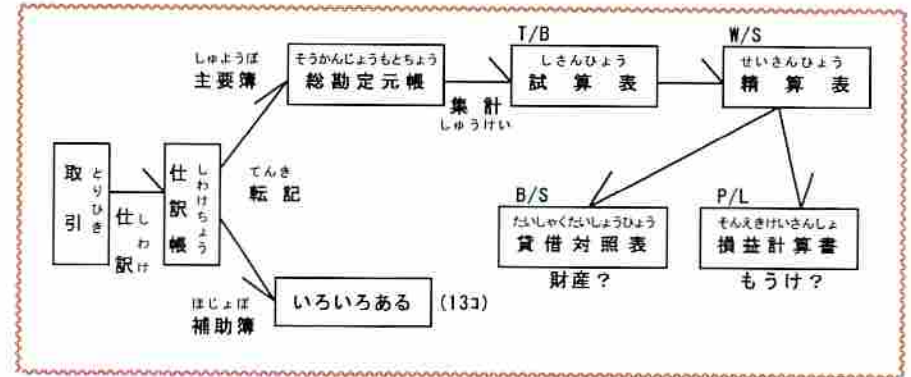 T/B
W/S
しゅようぼ
主要簿
そうかんじょうもとちょう
総勘定元帳
集計
しゅうけい
しさんひょう
試算表
せいさんひょう
精算表
取引
とりひき
仕訳
しわけ
仕訳帳
しわけちょう
てんき
転記
B/S
たいしゃくたいしょうひょう
貸借対照表
財産?
P/L
そんえきけいさんしょ
損益計算書
もうけ?
ほじょぼ
補助簿
いろいろある
(13コ)